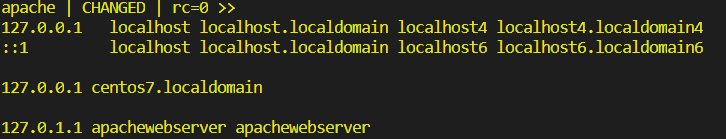 apache | CHANGED | rc=0 >>
127.0.0.1   localhost localhost.localdomain localhost4 localhost4.localdomain4
::1         localhost localhost.localdomain localhost6 localhost6.localdomain6
127.0.0.1 centos7.localdomain
127.0.1.1 apachewebserver apachewebserver